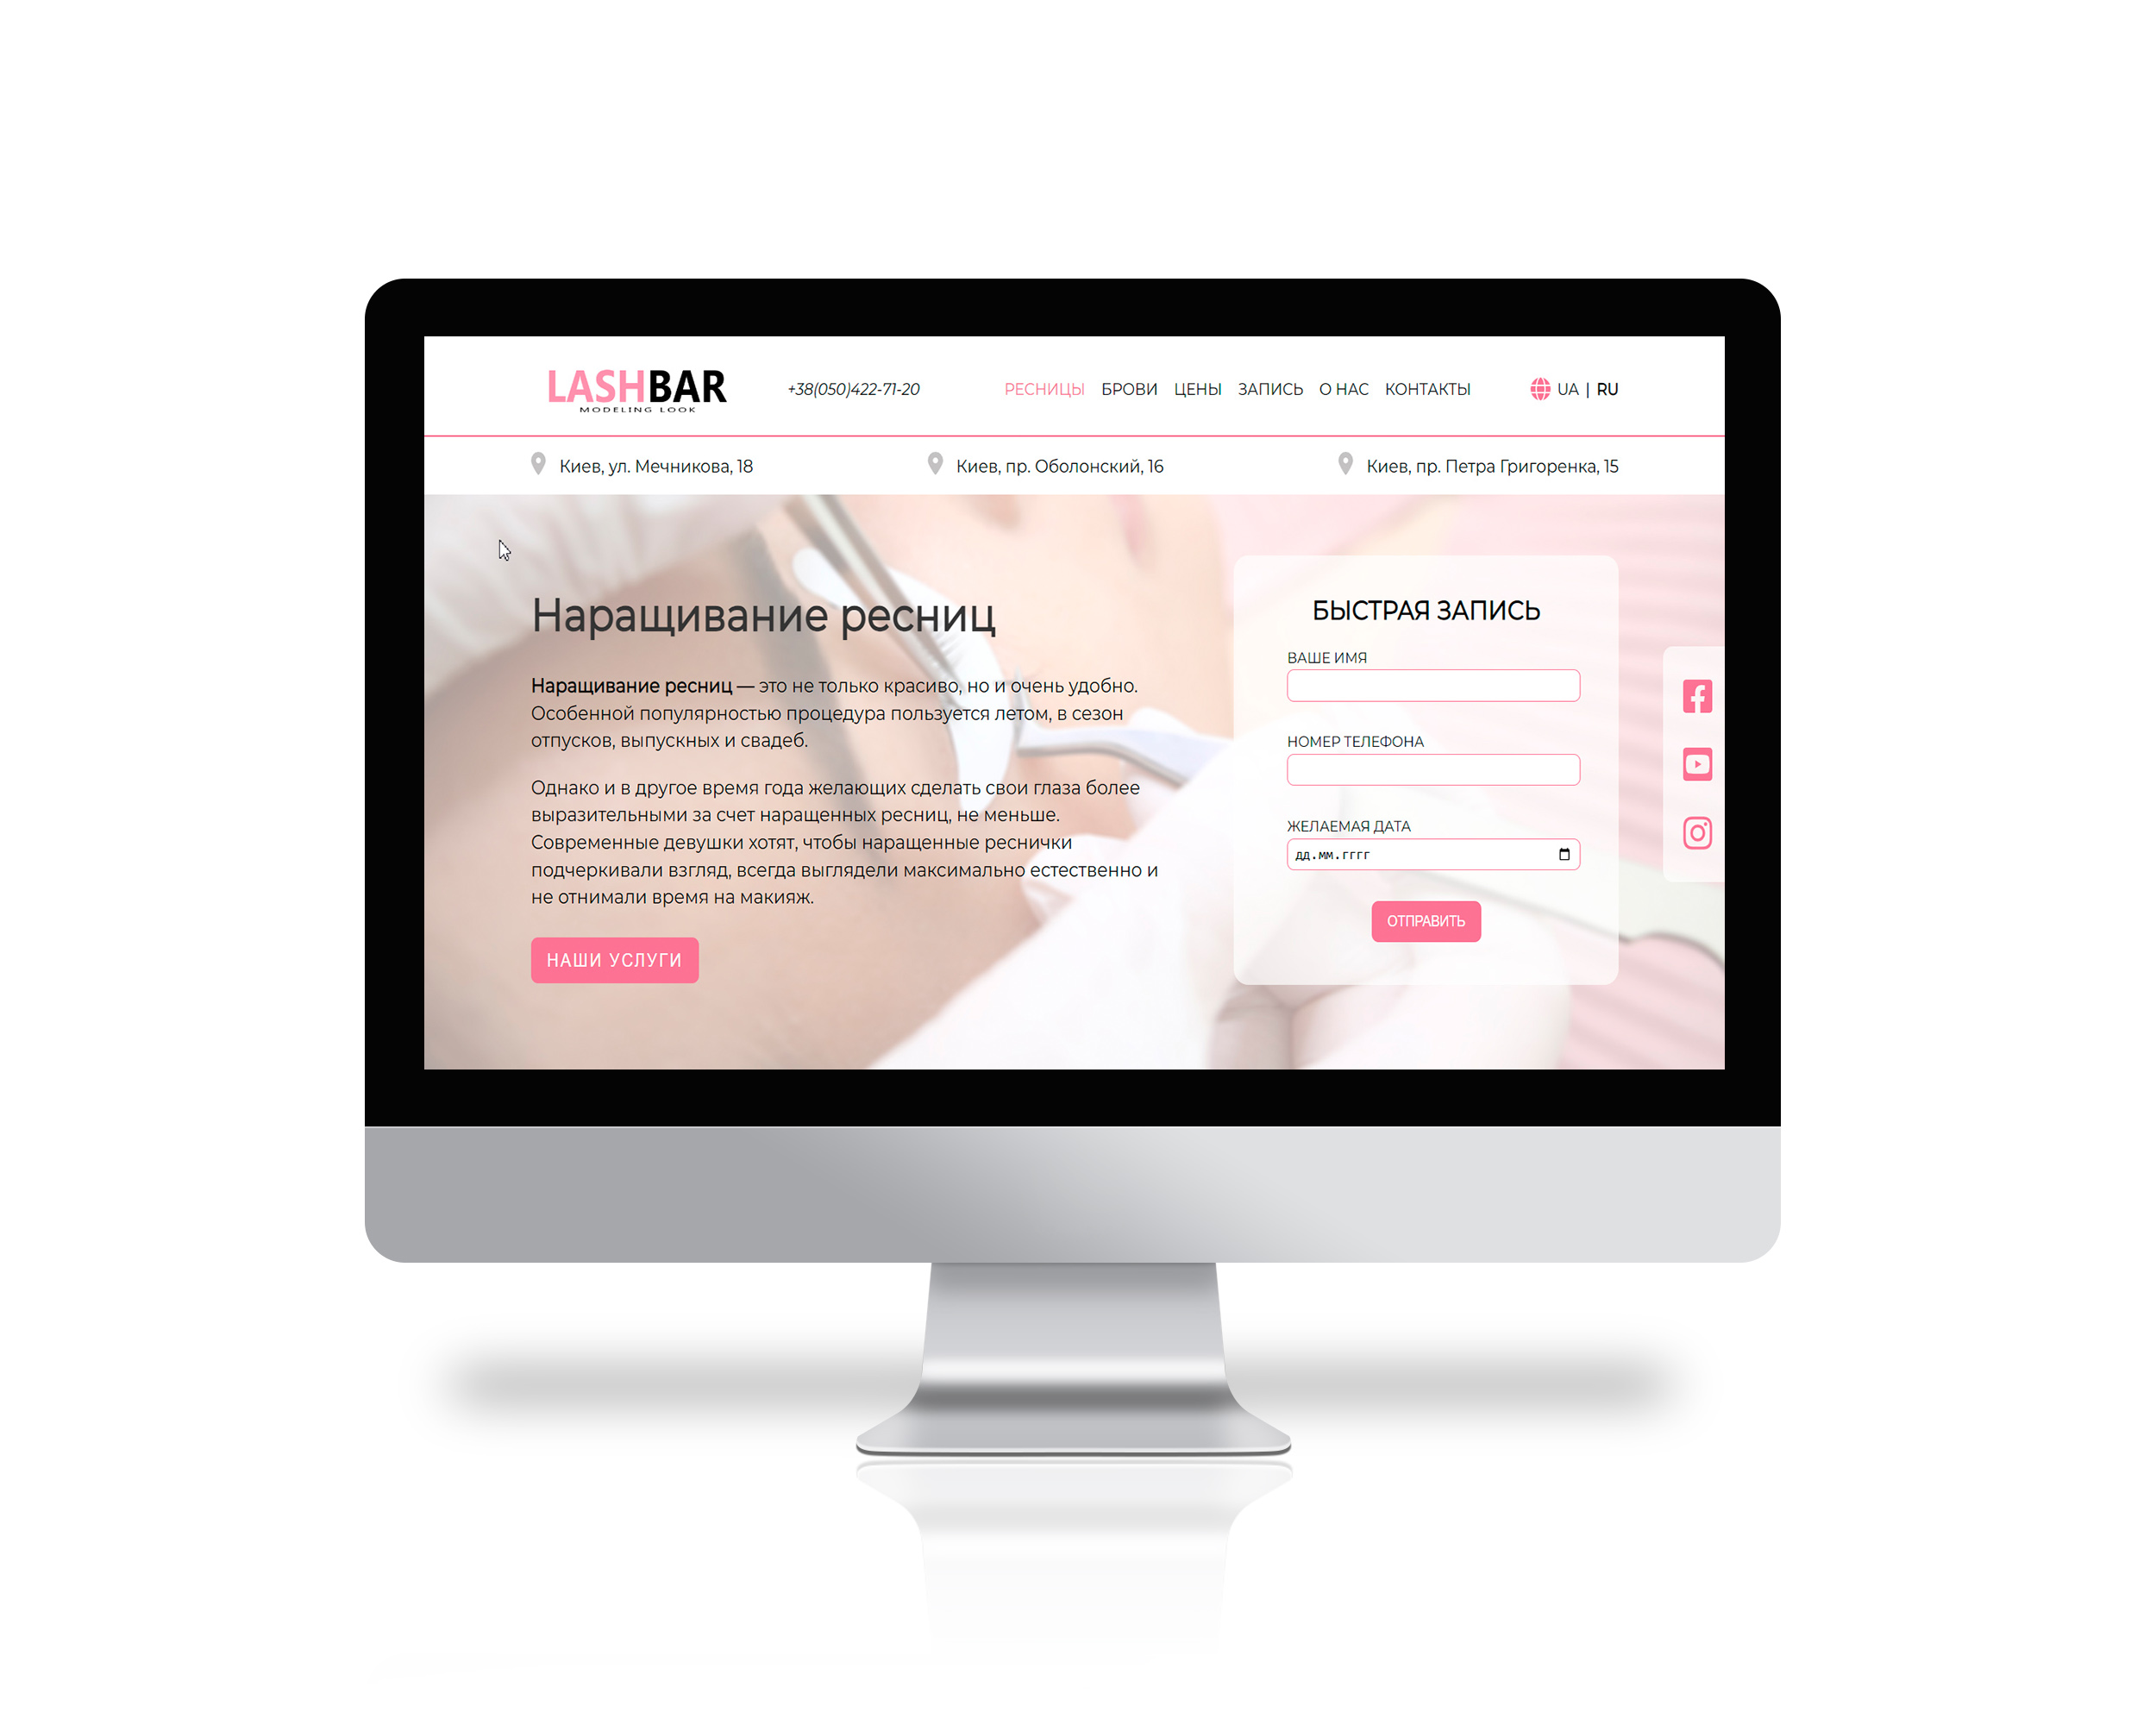 LASHBAR
MODELING LOOK
+38(050)422-71-20
РЕСНИЦЫ БРОВИ ЦЕНЫ ЗАПИСЬ О НАС КОНТАКТЫ
UA | RU
Киев, ул. Мечникова, 18
Киев, пр. Оболонский, 16
Киев, пр. Петра Григоренка, 15
Наращивание ресниц
Наращивание ресниц — это не только красиво, но и очень удобно.
Особенной популярностью процедура пользуется летом, в сезон
отпусков, выпускных и свадеб.
Однако и в другое время года желающих сделать свои глаза более
выразительными за счет наращенных ресниц, не меньше.
Современные девушки хотят, чтобы наращенные реснички
подчеркивали взгляд, всегда выглядели максимально естественно и
не отнимали время на макияж.
НАШИ УСЛУГИ
БЫСТРАЯ ЗАПИСЬ
ВАШЕ ИМЯ
НОМЕР ТЕЛЕФОНА
ЖЕЛАЕМАЯ ДАТА
дд.мм.гггг
ОТПРАВИТЬ